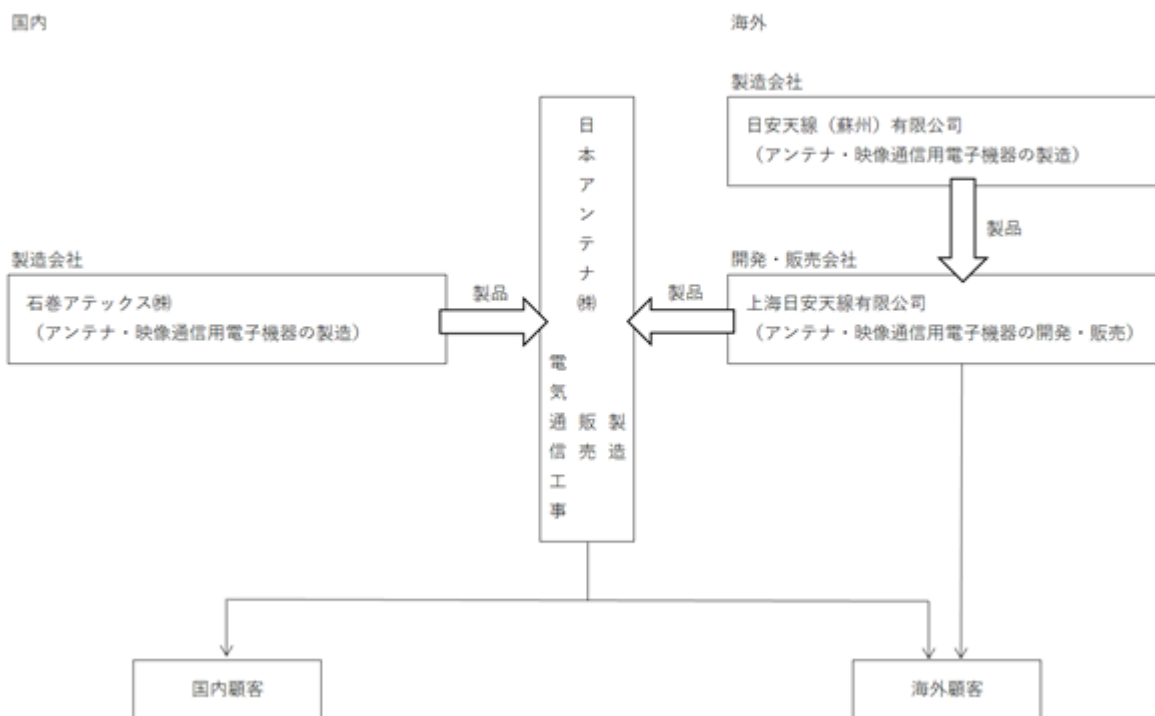 国内
海外
製造会社
日安天線（蘇州）有限公司
（アンテナ・映像通信用電子機器の製造）
製品
開発・販売会社
上海日安天線有限公司
（アンテナ・映像通信用電子機器の開発・販売）
製品
日本アンテナ㈱
製造
販売
電気通信工事
製造会社
石巻アテックス㈱
（アンテナ・映像通信用電子機器の製造）
製品
国内顧客
海外顧客